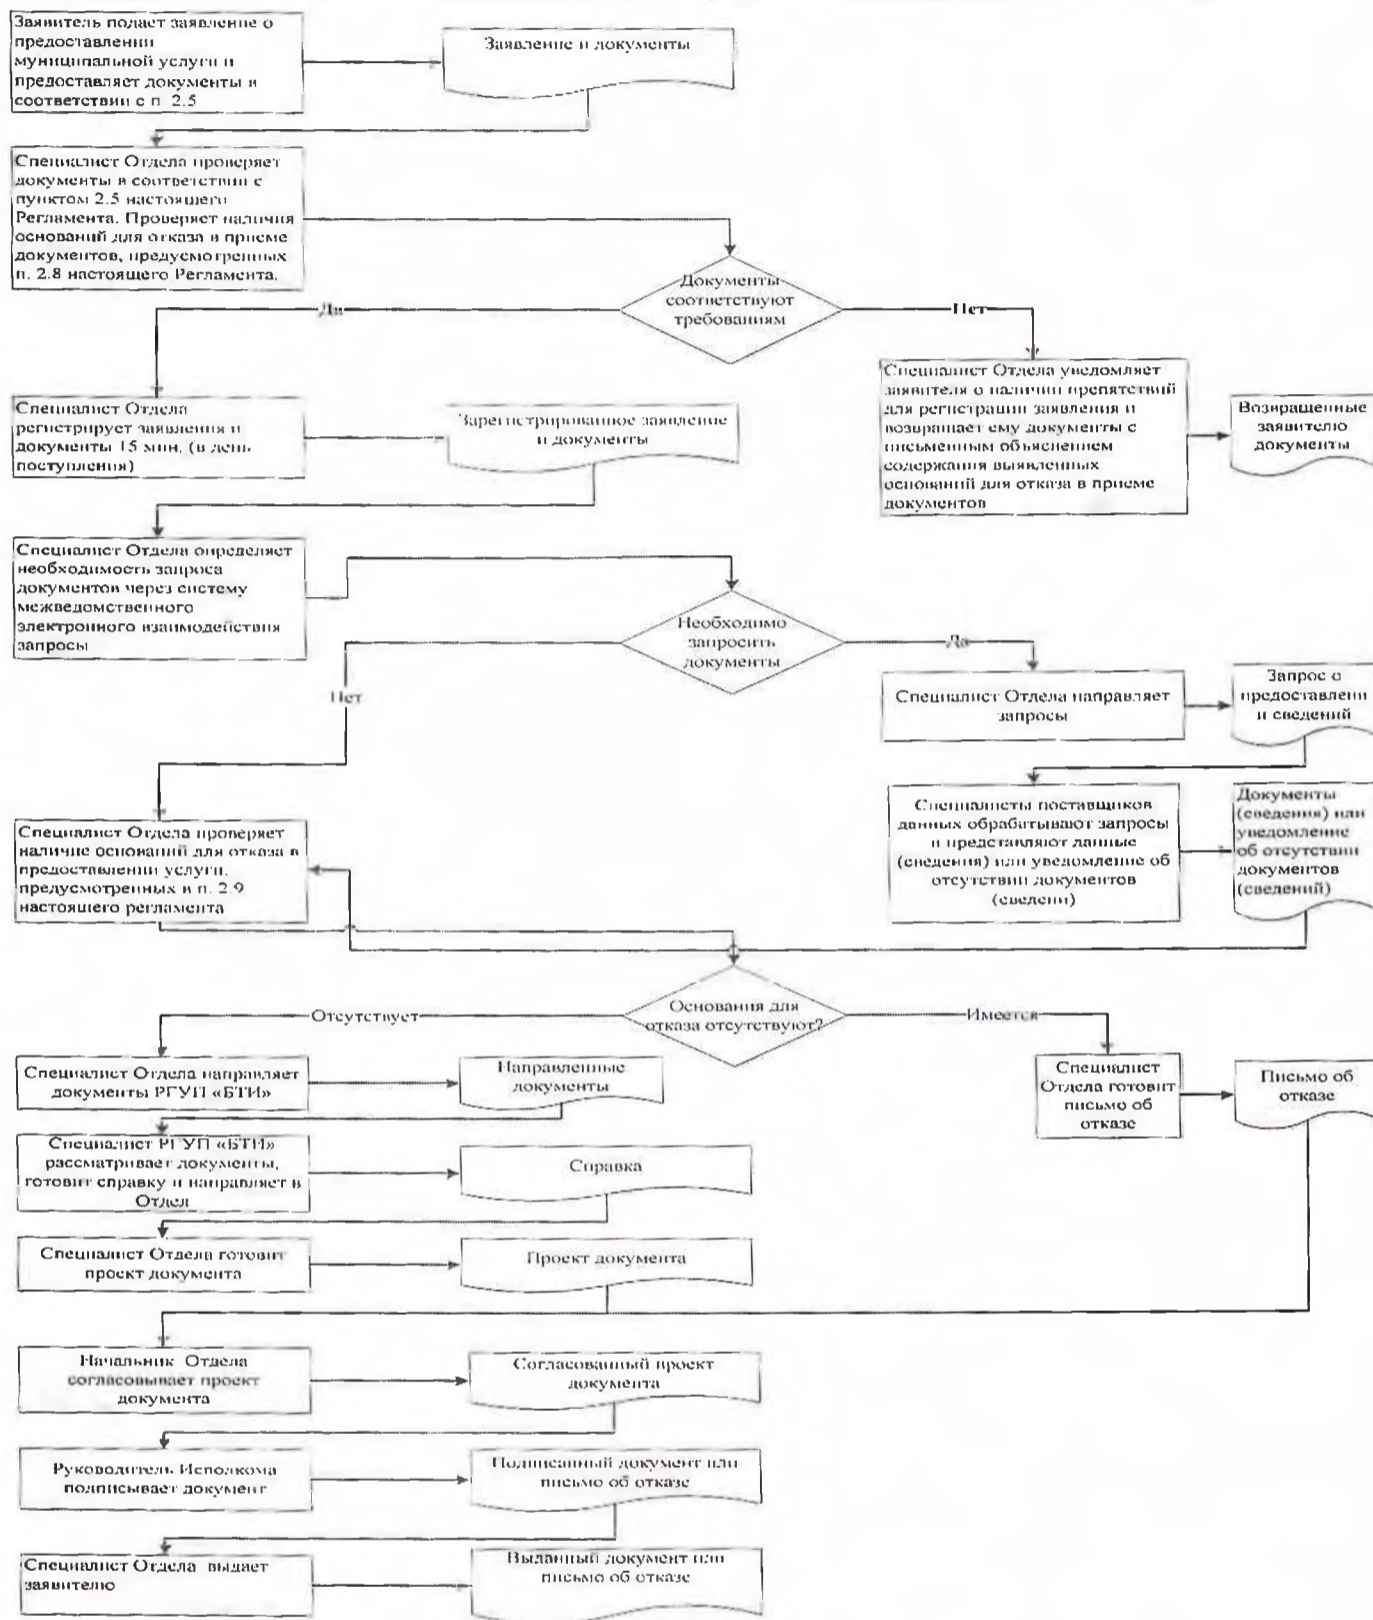 Заявитель подает заявление о
предоставлении
муниципальной услуги и
предоставляет документы в
соответствии с п. 2.5
Заявление и документы
Специалист Отдела проверяет
документы в соответствии с
пунктом 2.5 настоящего
Регламента. Проверяет наличия
оснований для отказа в приеме
документов, предусмотренных
п. 2.8 настоящего Регламента.
Документы
соответствуют
требованиям
Да
Нет
Специалист Отдела
регистрирует заявления и
документы 15 мин. (в день
поступления)
Зарегистрированное заявление
и документы
Специалист Отдела уведомляет
заявителя о наличии препятствий
для регистрации заявления и
возвращает ему документы с
письменным объяснением
содержания выявленных
оснований для отказа в приеме
документов
Возвращенные
заявителю
документы
Специалист Отдела определяет
необходимость запроса
документов через систему
межведомственного
электронного взаимодействия
запросы
Необходимо
запросить
документы
Да
Нет
Специалист Отдела направляет
запросы
Запрос о
предоставлени
и сведений
Специалисты поставщиков
данных обрабатывают запросы
и представляют данные
(сведения) или уведомление об
отсутствии документов
(сведени)
Документы
(сведения) или
уведомление
об отсутствии
документов
(сведений)
Специалист Отдела проверяет
наличие оснований для отказа в
предоставлении услуги,
предусмотренных в п. 2.9
настоящего регламента
Основания для
отказа отсутствуют?
Отсутствует
Имеется
Специалист Отдела направляет
документы РГУП «БТИ»
Направленные
документы
Специалист
Отдела готовит
письмо об
отказе
Письмо об
отказе
Специалист РГУП «БТИ»
рассматривает документы,
готовит справку и направляет в
Отдел
Справка
Специалист Отдела готовит
проект документа
Проект документа
Начальник Отдела
согласовывает проект
документа
Согласованный проект
документа
Руководитель Исполкома
подписывает документ
Подписанный документ или
письмо об отказе
Специалист Отдела выдает
заявителю
Выданный документ или
письмо об отказе